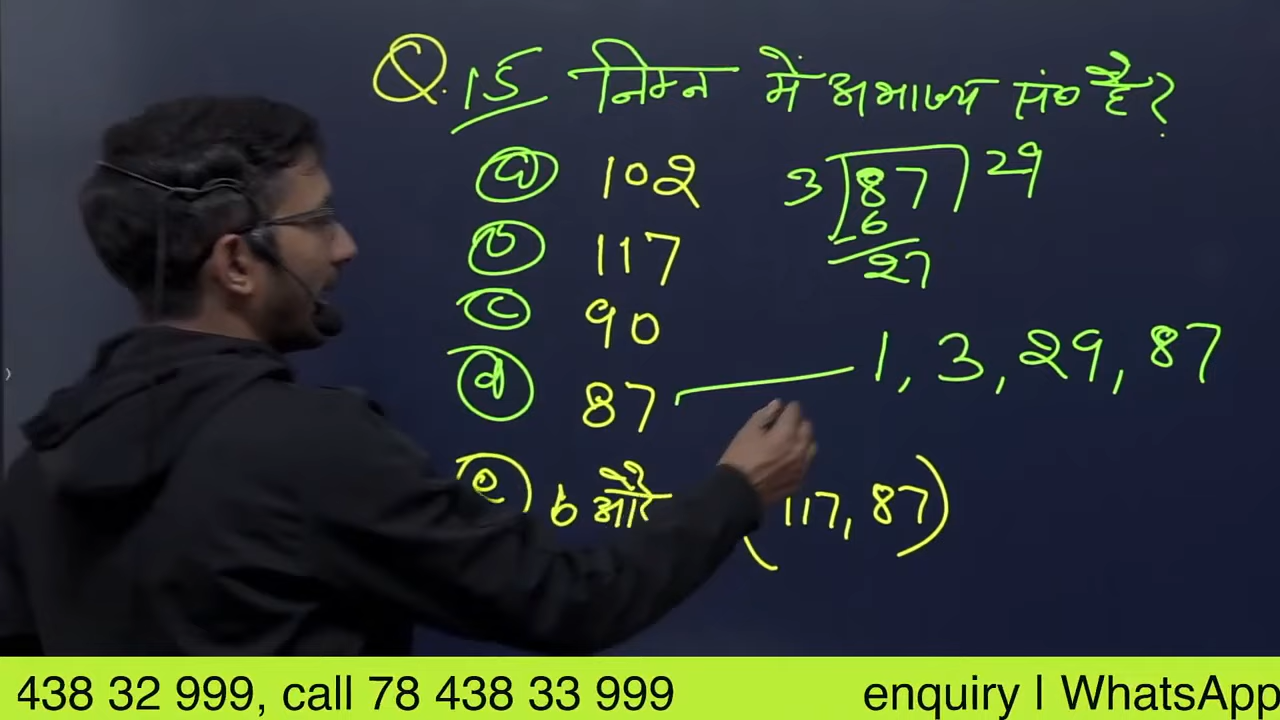 Q.15 निम्न में अभाज्य सं० है?
(a) 102
(b) 117
(c) 90
(d) 87
(e) b और (117, 87)
3 87 29
6
27
1, 3, 29, 87
438 32 999, call 78 438 33 999 enquiry I WhatsApp